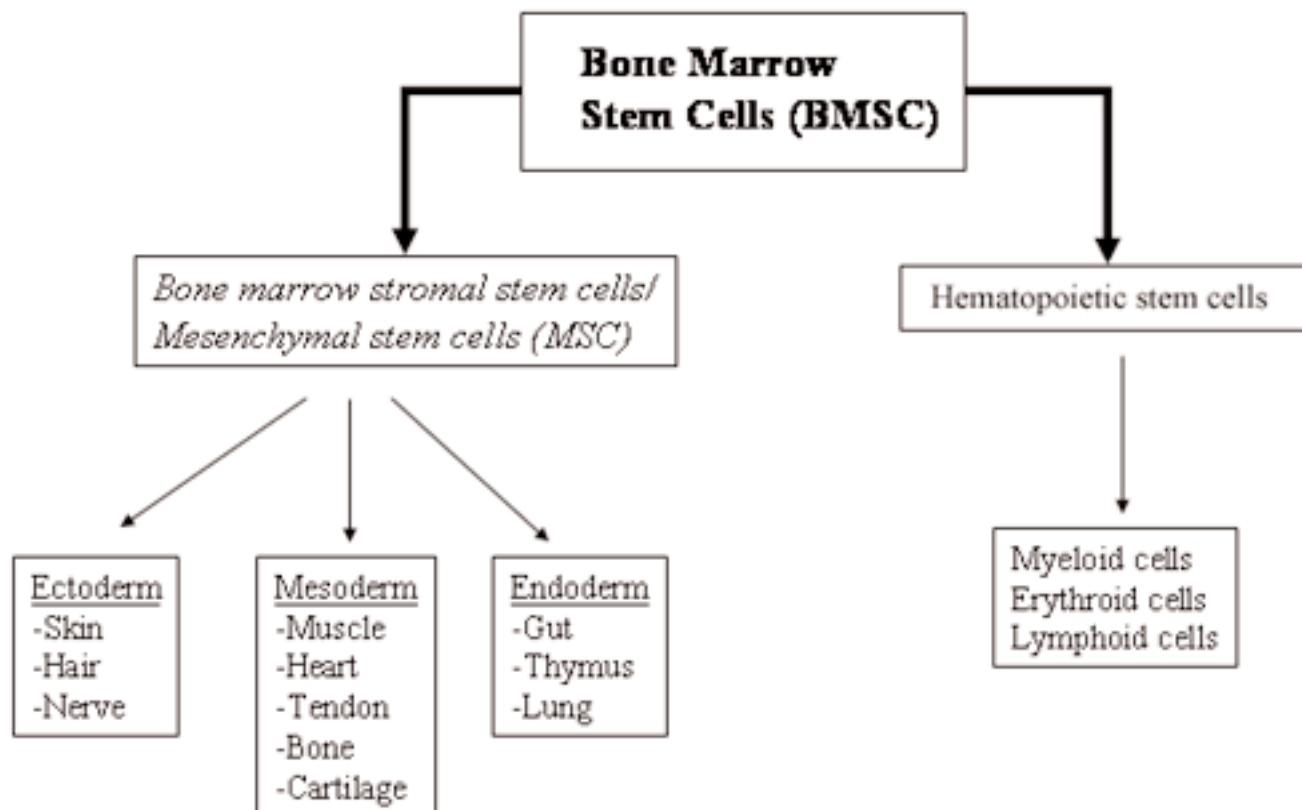 Bone Marrow
Stem Cells (BMSC)
Bone marrow stromal stem cells/
Mesenchymal stem cells (MSC)
Hematopoietic stem cells
Ectoderm
-Skin
-Hair
-Nerve
Mesoderm
-Muscle
-Heart
-Tendon
-Bone
-Cartilage
Endoderm
-Gut
-Thymus
-Lung
Myeloid cells
Erythroid cells
Lymphoid cells